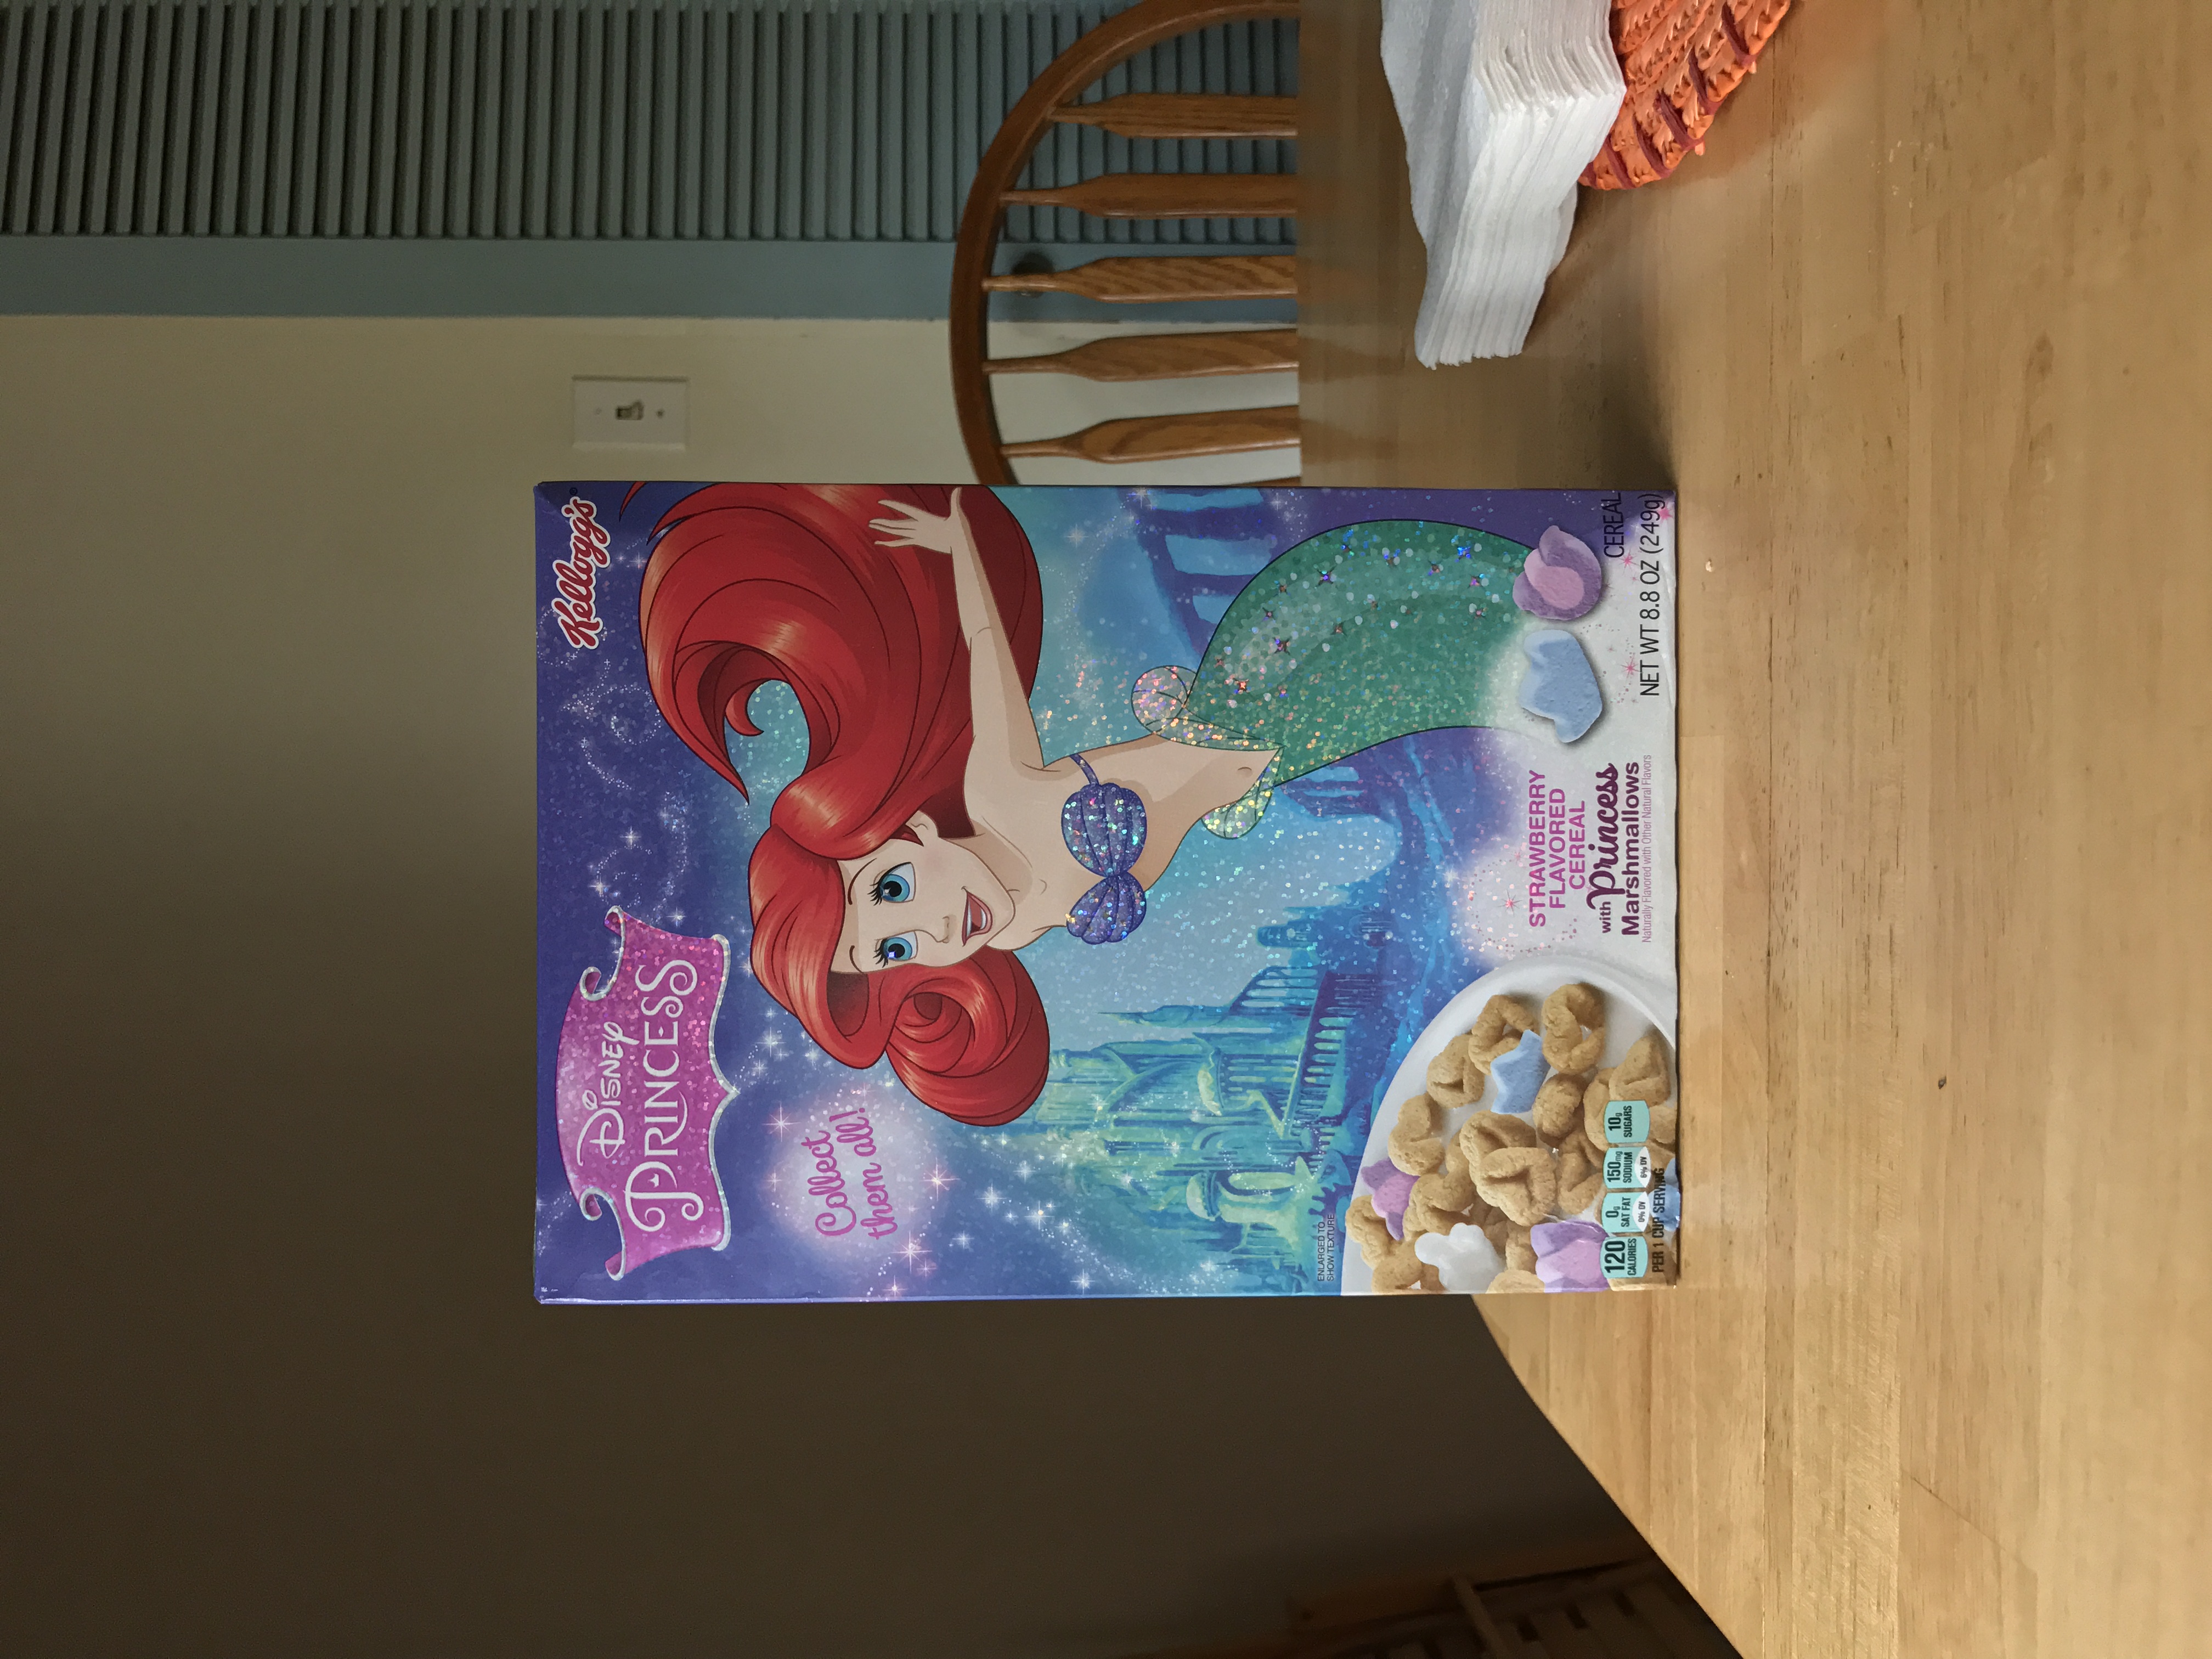 Disney
PRINCESS
Kellogg's®
Collect
them all!
ENLARGED TO
SHOW TEXTURE
STRAWBERRY
FLAVORED
CEREAL
with Princess
Marshmallows
Naturally Flavored with Other Natural Flavors
120
CALORIES
0g
SAT FAT
0% DV
150mg
SODIUM
6% DV
10g
SUGARS
PER 1 CUP SERVING
CEREAL
NET WT 8.8 OZ (249g)